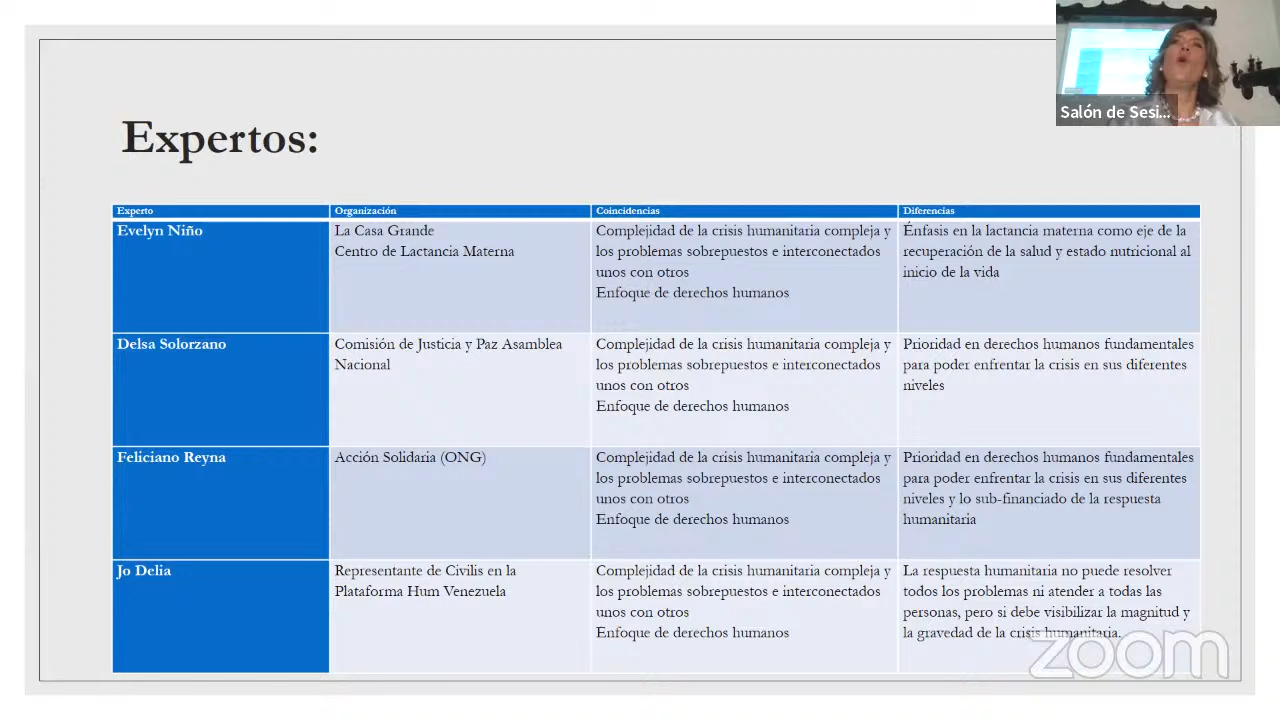 Salón de Sesi...
Expertos:
Experto
Organización
Coincidencias
Diferencias
Evelyn Niño
La Casa Grande
Centro de Lactancia Materna
Complejidad de la crisis humanitaria compleja y
los problemas sobrepuestos e interconectados
unos con otros
Enfoque de derechos humanos
Énfasis en la lactancia materna como eje de la
recuperación de la salud y estado nutricional al
inicio de la vida
Delsa Solorzano
Comisión de Justicia y Paz Asamblea
Nacional
Complejidad de la crisis humanitaria compleja y
los problemas sobrepuestos e interconectados
unos con otros
Enfoque de derechos humanos
Prioridad en derechos humanos fundamentales
para poder enfrentar la crisis en sus diferentes
niveles
Feliciano Reyna
Acción Solidaria (ONG)
Complejidad de la crisis humanitaria compleja y
los problemas sobrepuestos e interconectados
unos con otros
Enfoque de derechos humanos
Prioridad en derechos humanos fundamentales
para poder enfrentar la crisis en sus diferentes
niveles y lo sub-financiado de la respuesta
humanitaria
Jo Delia
Representante de Civilis en la
Plataforma Hum Venezuela
Complejidad de la crisis humanitaria compleja y
los problemas sobrepuestos e interconectados
unos con otros
Enfoque de derechos humanos
La respuesta humanitaria no puede resolver
todos los problemas ni atender a todas las
personas, pero si debe visibilizar la magnitud y
la gravedad de la crisis humanitaria.
zoom